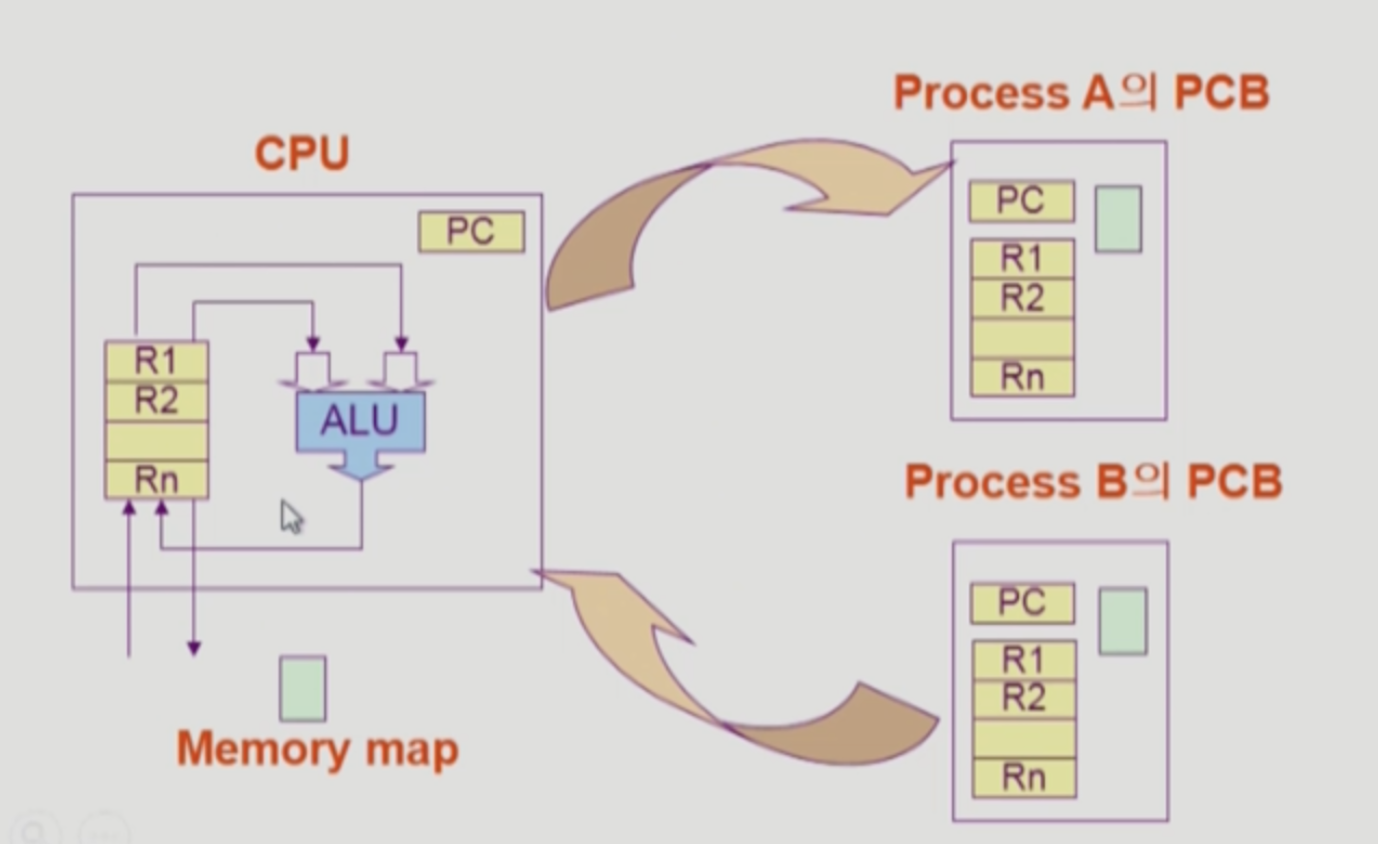 CPU
PC
R1
R2
Rn
ALU
Memory map
Process A의 PCB
PC
R1
R2
Rn
Process B의 PCB
PC
R1
R2
Rn